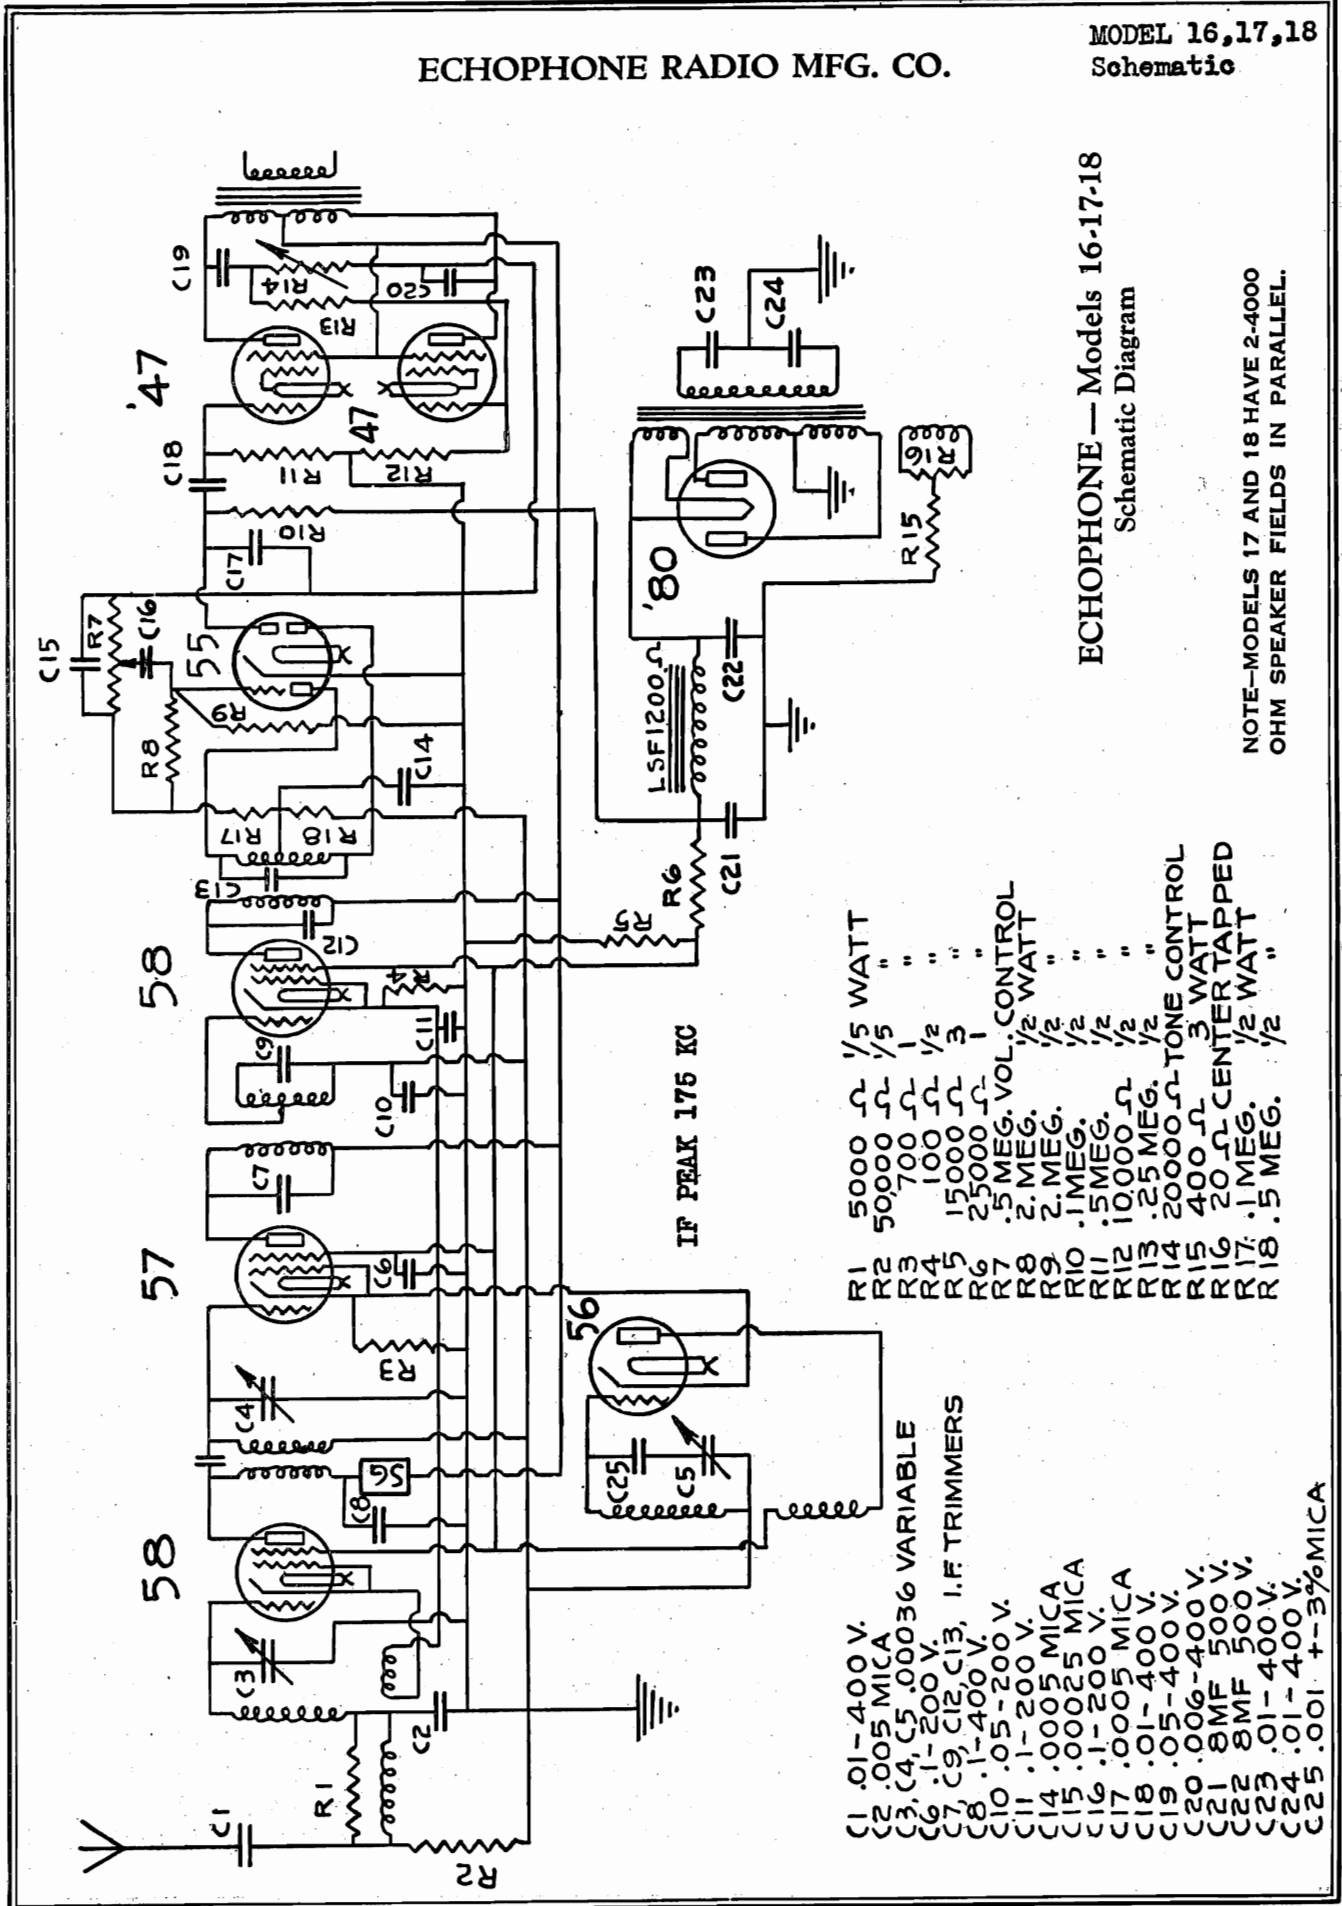 MODEL 16,17,18
Schematic
ECHOPHONE RADIO MFG. CO.
'47
47
C19
R14
R13
C20
C18
R11
R12
R10
C17
C15
R7
C16
55
R8
R9
C14
R17
R18
C13
58
C12
R4
C11
C9
C10
57
C7
C6
R3
C4
SG
C8
58
C3
C2
R1
C1
R2
C23
C24
'80
R16
R15
LSF1200Ω
C22
C21
R6
R5
56
C25
C5
IF PEAK 175 KC
ECHOPHONE — Models 16-17-18
Schematic Diagram
NOTE-MODELS 17 AND 18 HAVE 2-4000
OHM SPEAKER FIELDS IN PARALLEL.
R1 5000 Ω 1/5 WATT
R2 50,000 Ω 1/5 "
R3 700 Ω 1 "
R4 100 Ω 1/2 "
R5 15000 Ω 3 "
R6 25000 Ω 1 "
R7 .5 MEG. VOL. CONTROL
R8 2. MEG. 1/2 WATT
R9 2. MEG. 1/2 "
R10 .1 MEG. 1/2 "
R11 .5 MEG. 1/2 "
R12 10,000 Ω 1/2 "
R13 .25 MEG. 1/2 "
R14 20000 Ω TONE CONTROL
R15 400 Ω 3 WATT
R16 20 Ω CENTER TAPPED
R17 .1 MEG. 1/2 WATT
R18 .5 MEG. 1/2 "
C1 .01-400 V.
C2 .005 MICA
C3, C4, C5 .00036 VARIABLE
C6 .1-200 V.
C7, C9, C12, C13, I.F. TRIMMERS
C8 .1-400 V.
C10 .05-200 V.
C11 .1-200 V.
C14 .0005 MICA
C15 .00025 MICA
C16 .1-200 V.
C17 .0005 MICA
C18 .01-400 V.
C19 .05-400 V.
C20 .006-400 V.
C21 8MF 500 V.
C22 8MF 500 V.
C23 .01-400 V.
C24 .01-400 V.
C25 .001 +-3% MICA